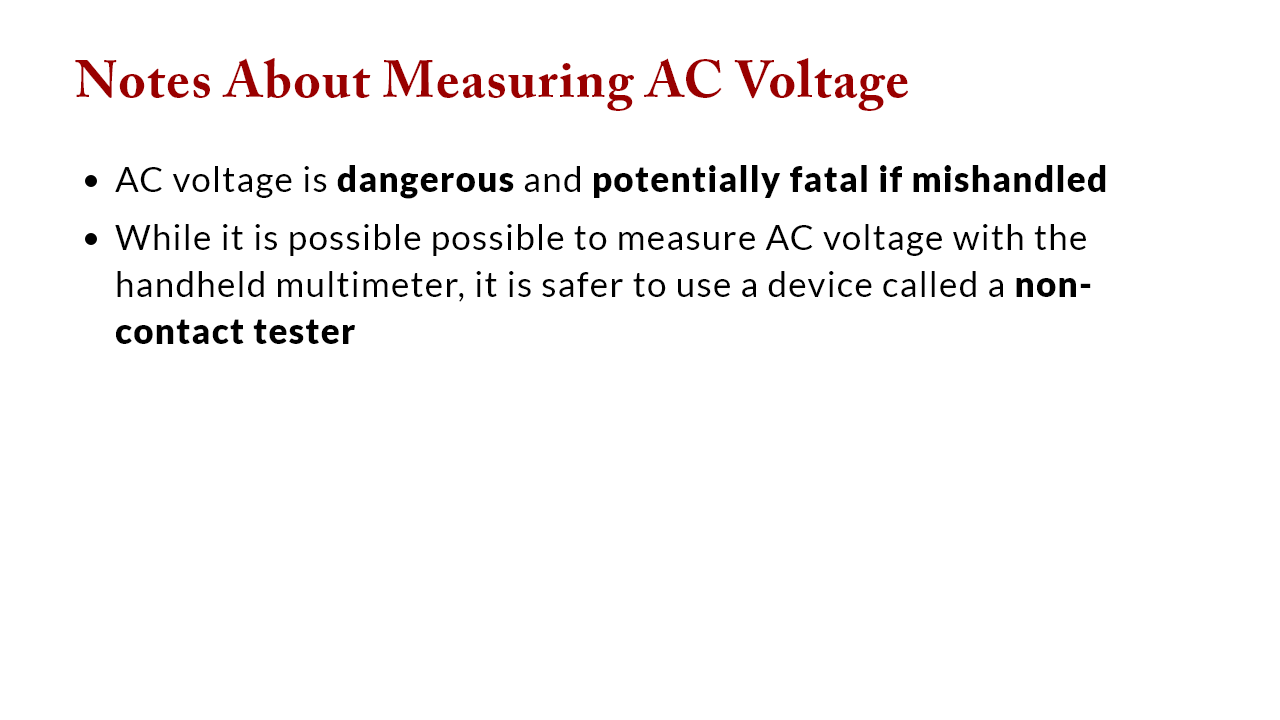 Notes About Measuring AC Voltage
• AC voltage is dangerous and potentially fatal if mishandled
• While it is possible possible to measure AC voltage with the
handheld multimeter, it is safer to use a device called a non-
contact tester